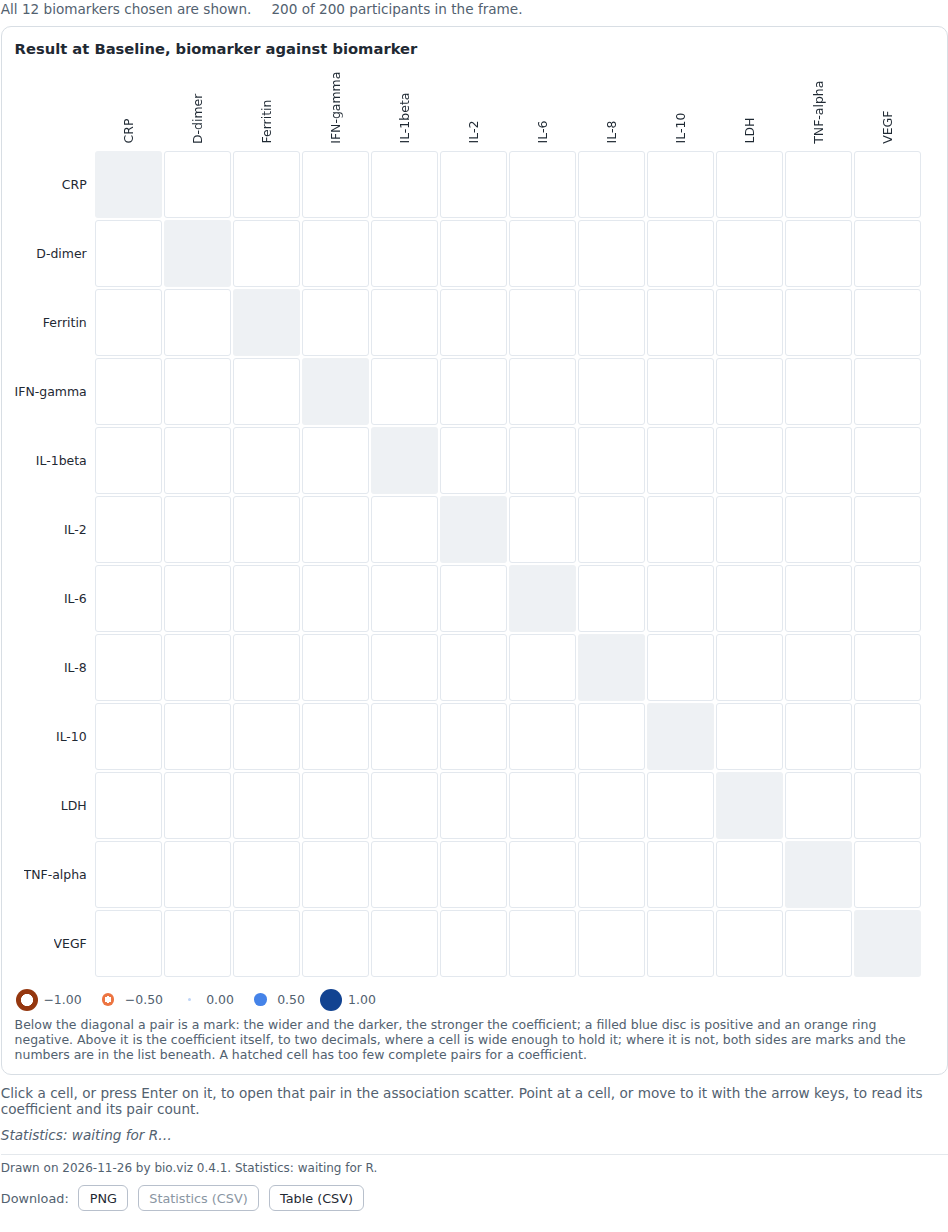 All 12 biomarkers chosen are shown. 200 of 200 participants in the frame.
Result at Baseline, biomarker against biomarker
CRP
D-dimer
Ferritin
IFN-gamma
IL-1beta
IL-2
IL-6
IL-8
IL-10
LDH
TNF-alpha
VEGF
CRP
D-dimer
Ferritin
IFN-gamma
IL-1beta
IL-2
IL-6
IL-8
IL-10
LDH
TNF-alpha
VEGF
−1.00 −0.50 0.00 0.50 1.00
Below the diagonal a pair is a mark: the wider and the darker, the stronger the coefficient; a filled blue disc is positive and an orange ring
negative. Above it is the coefficient itself, to two decimals, where a cell is wide enough to hold it; where it is not, both sides are marks and the
numbers are in the list beneath. A hatched cell has too few complete pairs for a coefficient.
Click a cell, or press Enter on it, to open that pair in the association scatter. Point at a cell, or move to it with the arrow keys, to read its
coefficient and its pair count.
Statistics: waiting for R…
Drawn on 2026-11-26 by bio.viz 0.4.1. Statistics: waiting for R.
Download: PNG Statistics (CSV) Table (CSV)